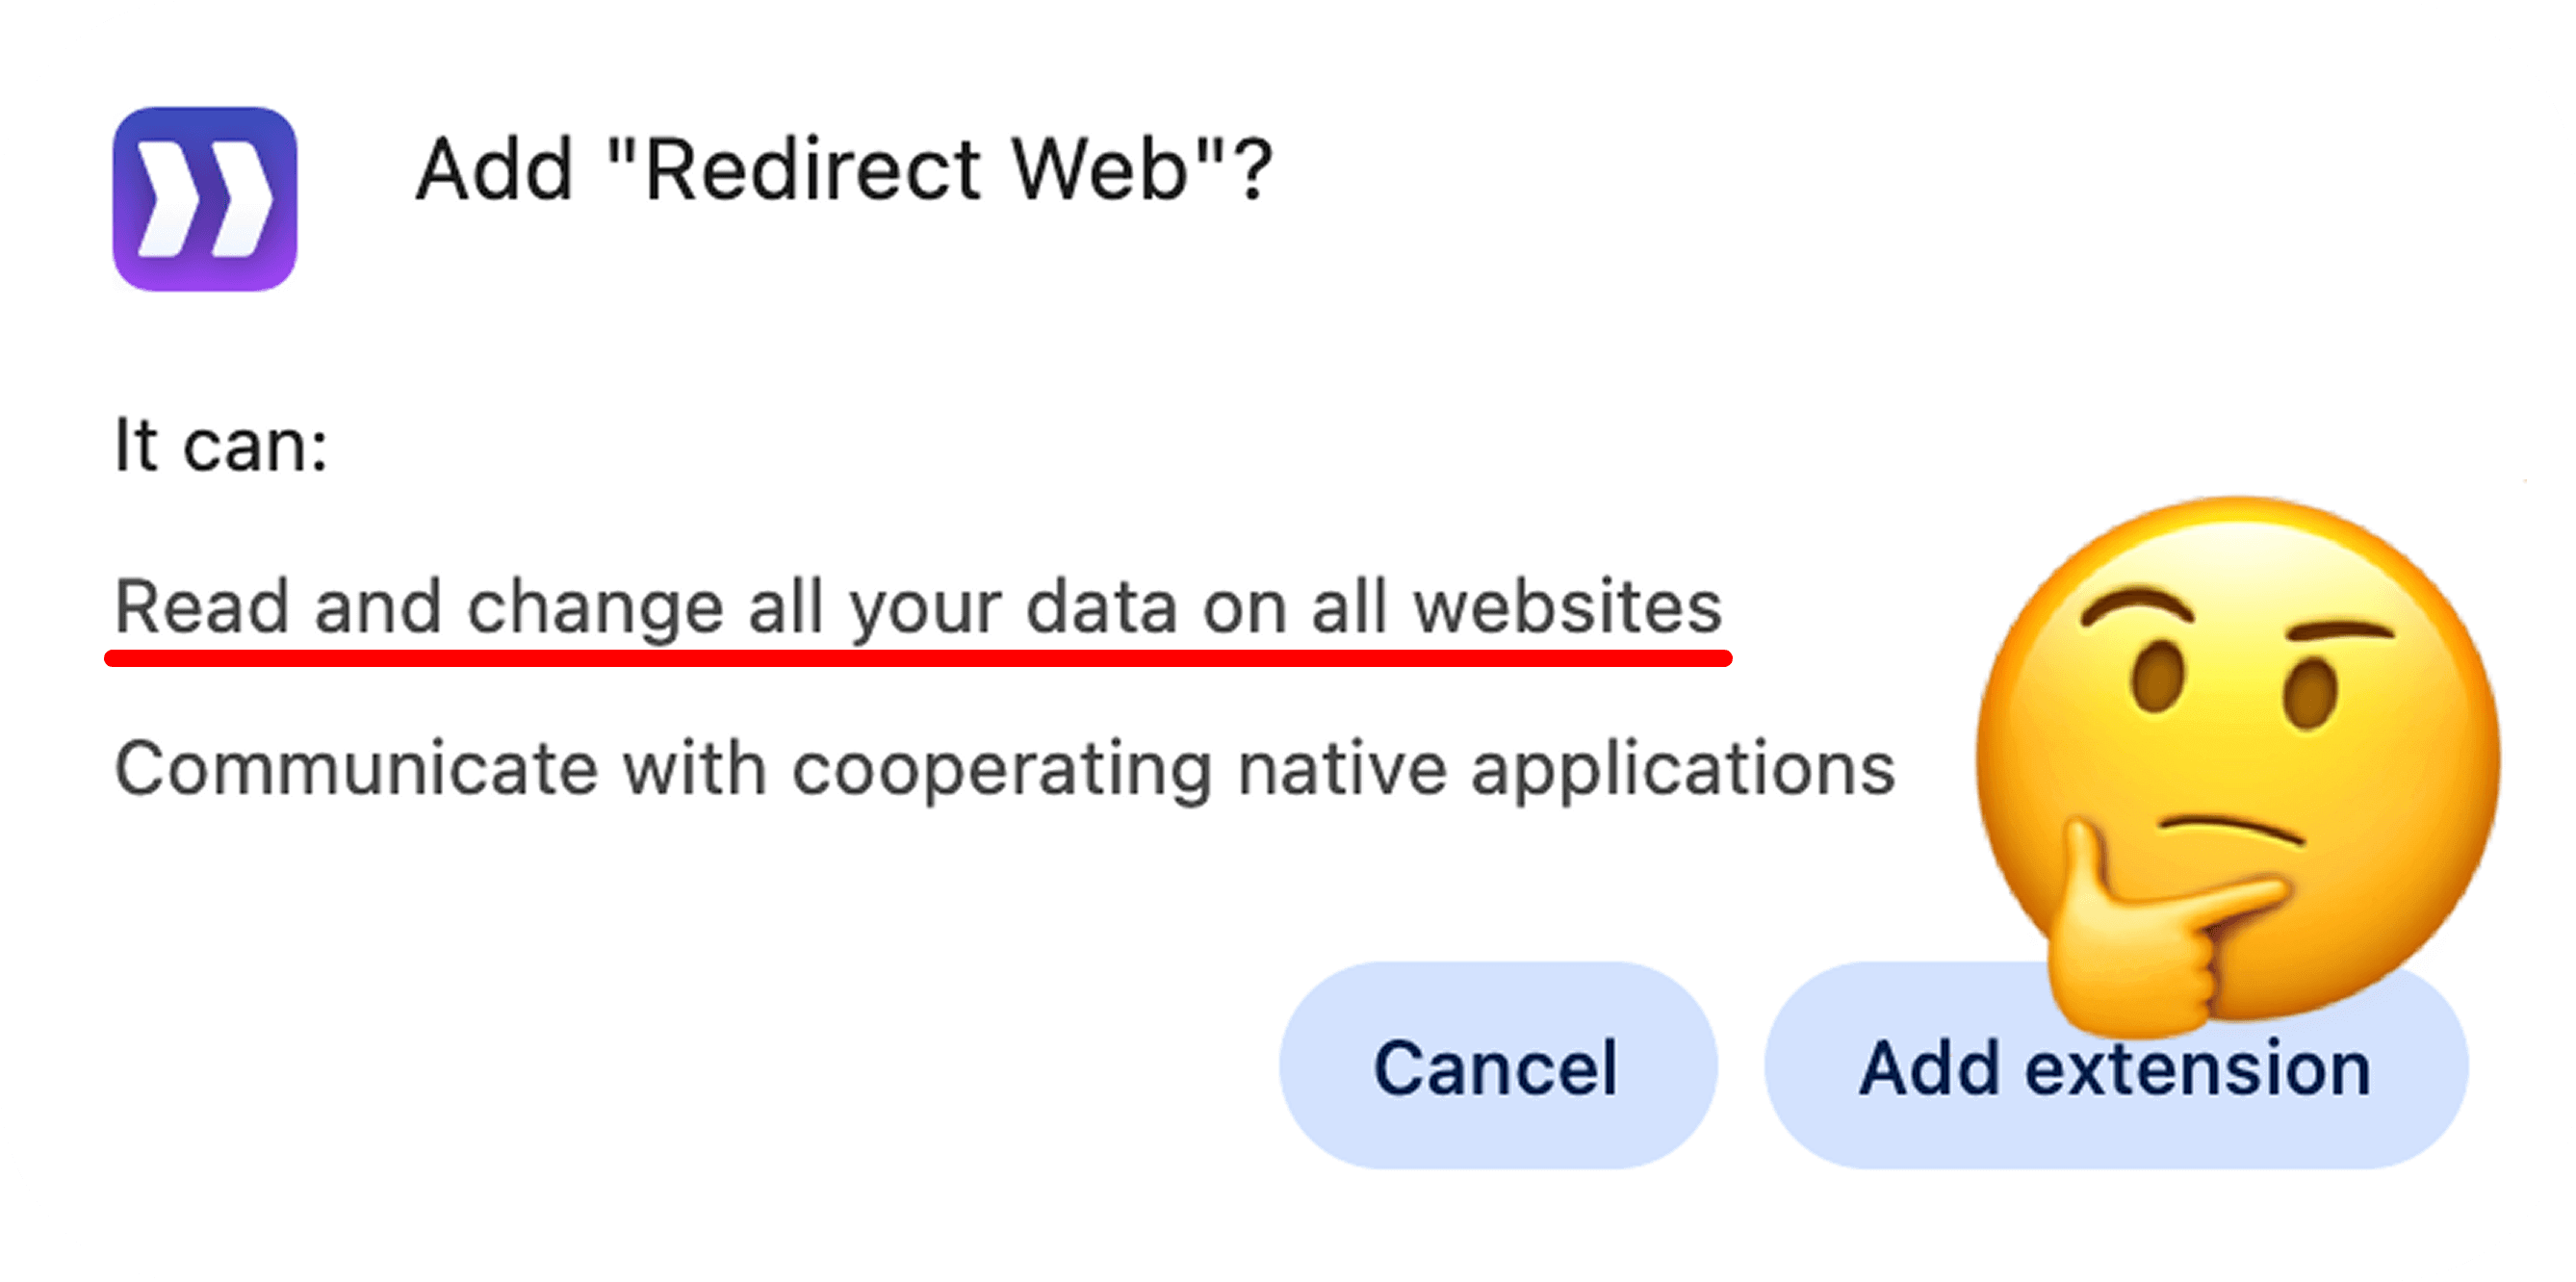 Add "Redirect Web"?
It can:
Read and change all your data on all websites
Communicate with cooperating native applications
Cancel
Add extension